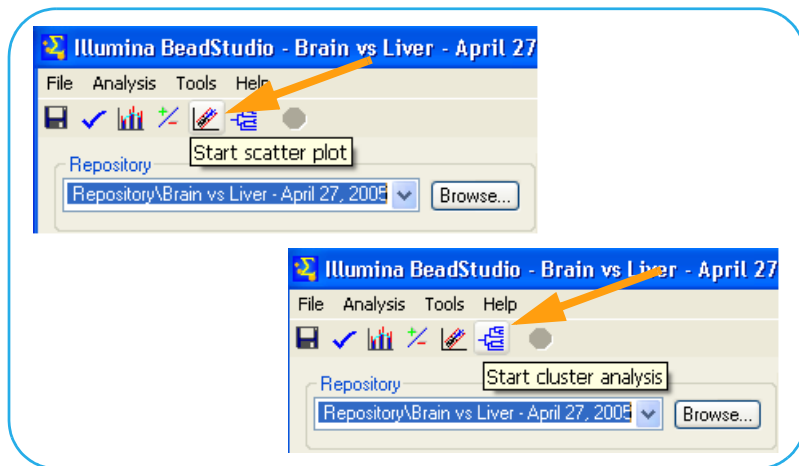 Illumina BeadStudio - Brain vs Liver - April 27
File Analysis Tools Help
Start scatter plot
Repository
Repository\Brain vs Liver - April 27, 2005
Browse...
Illumina BeadStudio - Brain vs Liver - April 27
File Analysis Tools Help
Start cluster analysis
Repository
Repository\Brain vs Liver - April 27, 2005
Browse...